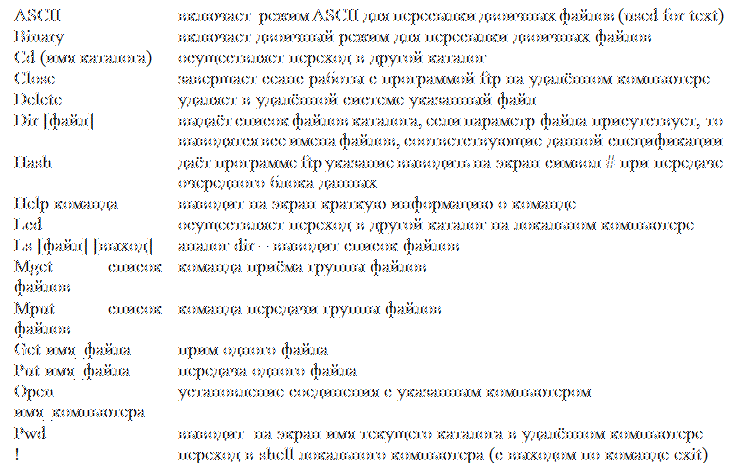 ASCII включает режим ASCII для пересылки двоичных файлов (used for text)
Binary включает двоичный режим для пересылки двоичных файлов
Cd (имя каталога) осуществляет переход в другой каталог
Close завершает сеанс работы с программой ftp на удалённом компьютере
Delete удаляет в удалённой системе указанный файл
Dir [файл] выдаёт список файлов каталога, если параметр файла присутствует, то
выводятся все имена файлов, соответствующие данной спецификации
Hash даёт программе ftp указание выводить на экран символ # при передаче
очередного блока данных
Help команда выводит на экран краткую информацию о команде
Lcd осуществляет переход в другой каталог на локальном компьютере
Ls [файл] [выход] аналог dir – выводит список файлов
Mget список команда приёма группы файлов
файлов
Mput список команда передачи группы файлов
файлов
Get имя_файла прим одного файла
Put имя_файла передача одного файла
Open установление соединения с указанным компьютером
имя_компьютера
Pwd выводит на экран имя текущего каталога в удалённом компьютере
! переход в shell локального компьютера (с выходом по команде exit)